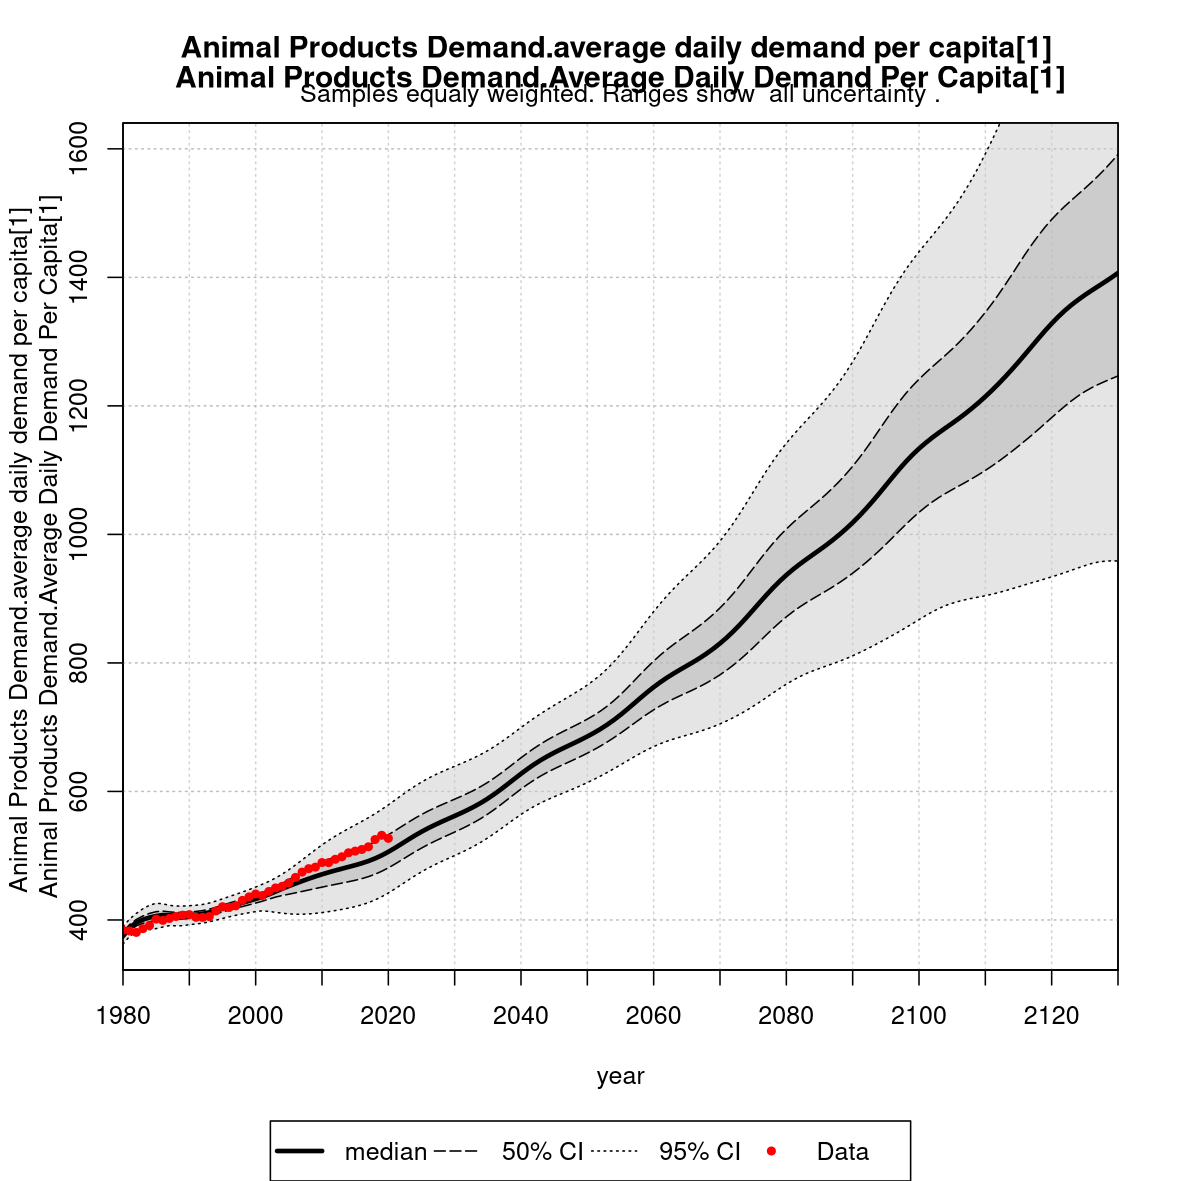 Animal Products Demand.average daily demand per capita[1]
Animal Products Demand.Average Daily Demand Per Capita[1]
Samples equaly weighted. Ranges show  all uncertainty .
Animal Products Demand.average daily demand per capita[1]
Animal Products Demand.Average Daily Demand Per Capita[1]
1600
1400
1200
1000
800
600
400
1980 2000 2020 2040 2060 2080 2100 2120
year
median 50% CI 95% CI Data